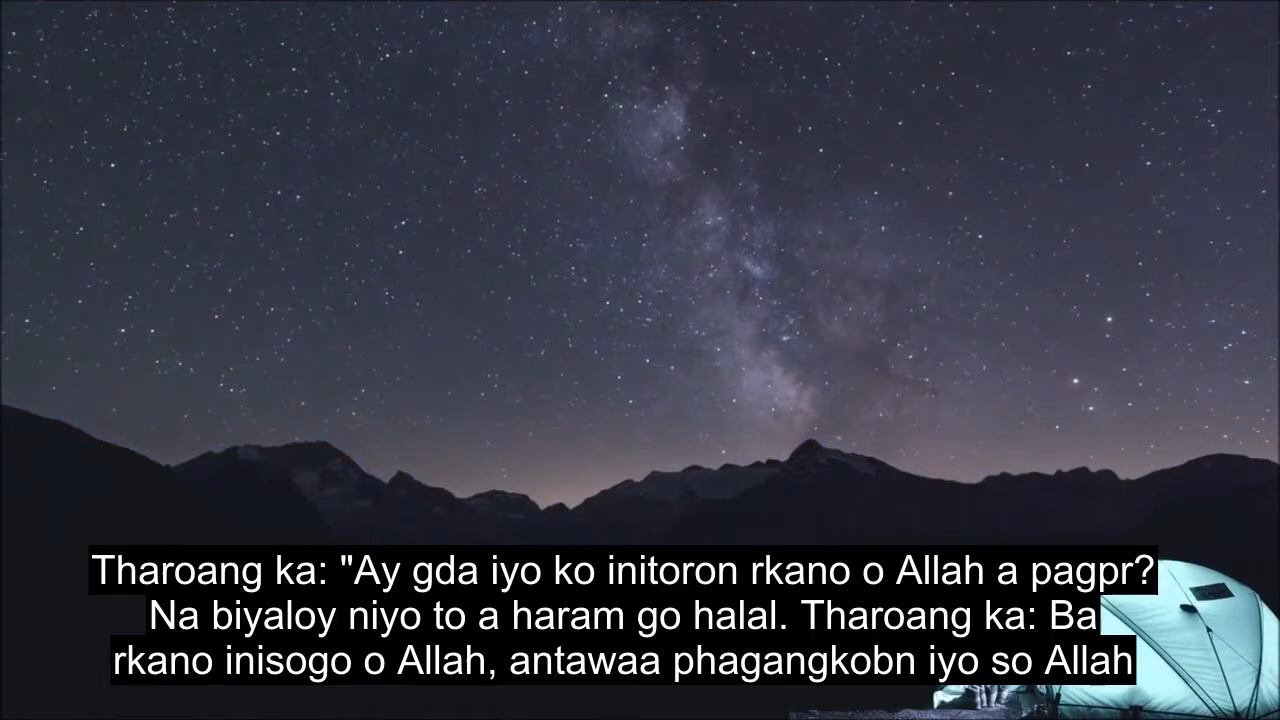 Tharoang ka: "Ay gda iyo ko initoron rkano o Allah a pagpr?
Na biyaloy niyo to a haram go halal. Tharoang ka: Ba
rkano inisogo o Allah, antawaa phagangkobn iyo so Allah